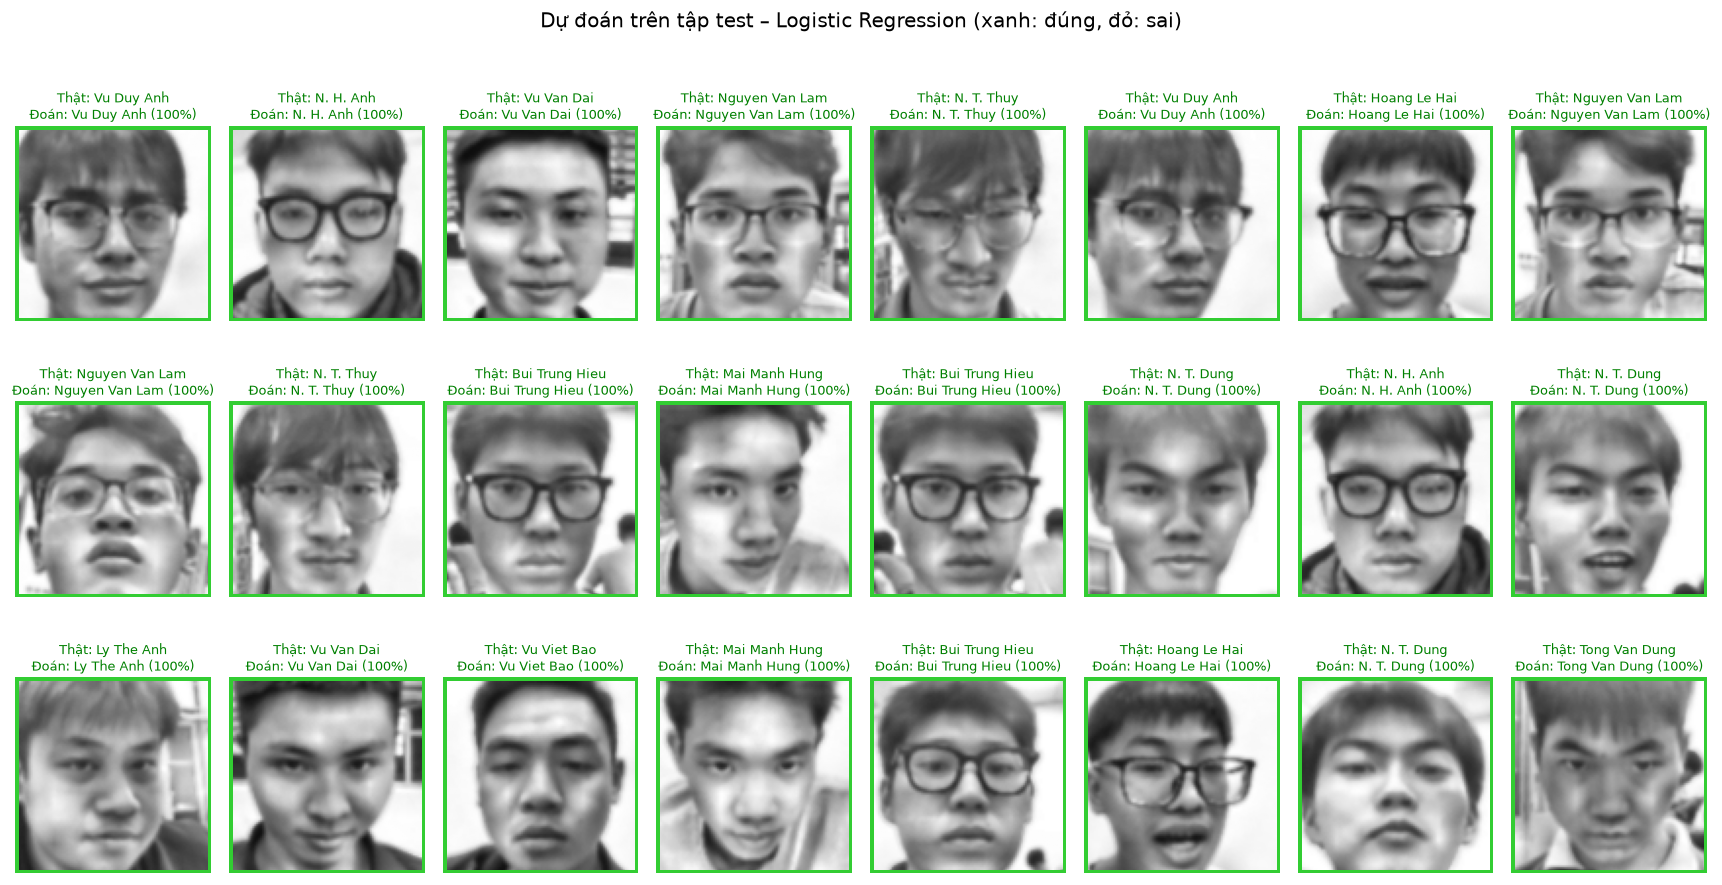 Dự đoán trên tập test – Logistic Regression (xanh: đúng, đỏ: sai)
Thật: Vu Duy Anh
Đoán: Vu Duy Anh (100%)
Thật: N. H. Anh
Đoán: N. H. Anh (100%)
Thật: Vu Van Dai
Đoán: Vu Van Dai (100%)
Thật: Nguyen Van Lam
Đoán: Nguyen Van Lam (100%)
Thật: N. T. Thuy
Đoán: N. T. Thuy (100%)
Thật: Vu Duy Anh
Đoán: Vu Duy Anh (100%)
Thật: Hoang Le Hai
Đoán: Hoang Le Hai (100%)
Thật: Nguyen Van Lam
Đoán: Nguyen Van Lam (100%)
Thật: Nguyen Van Lam
Đoán: Nguyen Van Lam (100%)
Thật: N. T. Thuy
Đoán: N. T. Thuy (100%)
Thật: Bui Trung Hieu
Đoán: Bui Trung Hieu (100%)
Thật: Mai Manh Hung
Đoán: Mai Manh Hung (100%)
Thật: Bui Trung Hieu
Đoán: Bui Trung Hieu (100%)
Thật: N. T. Dung
Đoán: N. T. Dung (100%)
Thật: N. H. Anh
Đoán: N. H. Anh (100%)
Thật: N. T. Dung
Đoán: N. T. Dung (100%)
Thật: Ly The Anh
Đoán: Ly The Anh (100%)
Thật: Vu Van Dai
Đoán: Vu Van Dai (100%)
Thật: Vu Viet Bao
Đoán: Vu Viet Bao (100%)
Thật: Mai Manh Hung
Đoán: Mai Manh Hung (100%)
Thật: Bui Trung Hieu
Đoán: Bui Trung Hieu (100%)
Thật: Hoang Le Hai
Đoán: Hoang Le Hai (100%)
Thật: N. T. Dung
Đoán: N. T. Dung (100%)
Thật: Tong Van Dung
Đoán: Tong Van Dung (100%)